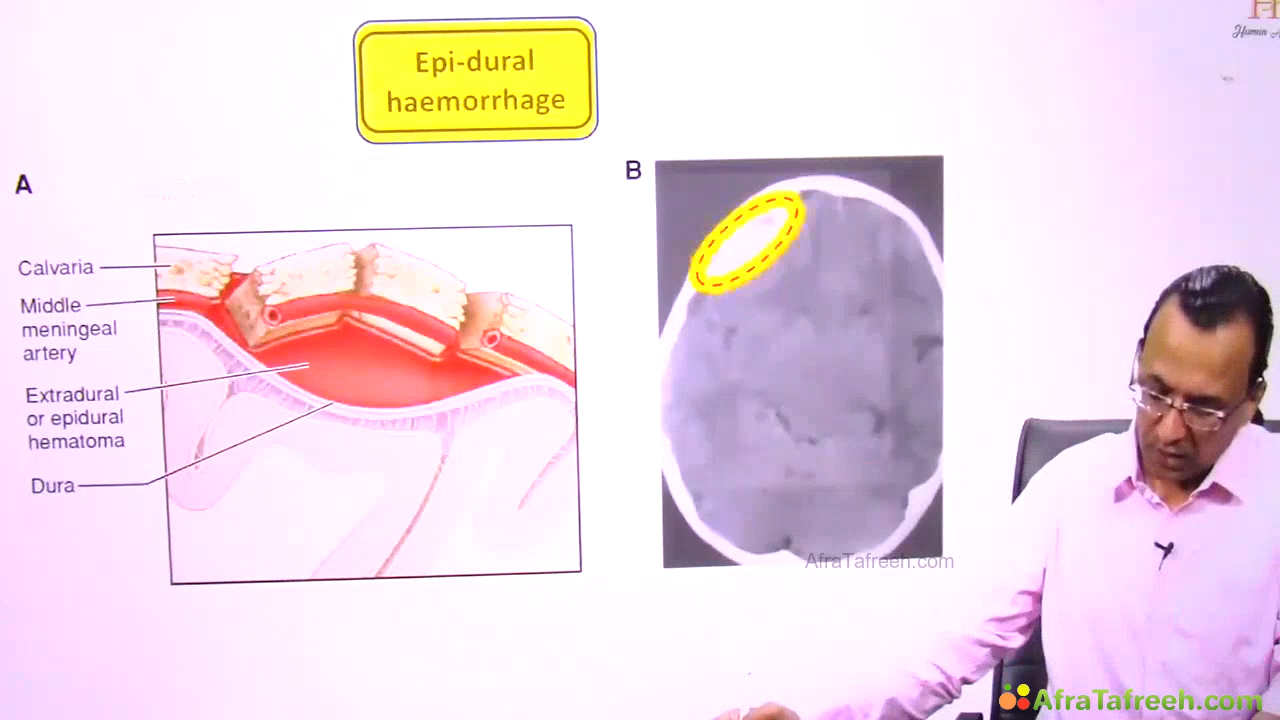 Epi-dural
haemorrhage
A
B
Calvaria
Middle
meningeal
artery
Extradural
or epidural
hematoma
Dura
AfraTafreeh.com
AfraTafreeh.com